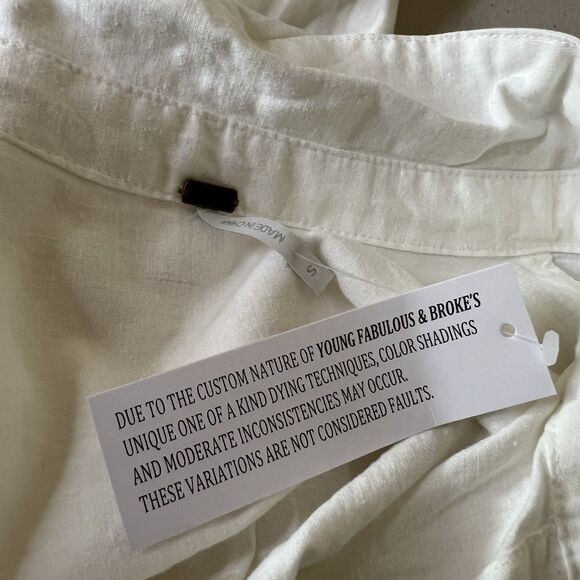 MADE IN CHINA
S
DUE TO THE CUSTOM NATURE OF YOUNG FABULOUS & BROKE'S
UNIQUE ONE OF A KIND DYING TECHNIQUES, COLOR SHADINGS
AND MODERATE INCONSISTENCIES MAY OCCUR.
THESE VARIATIONS ARE NOT CONSIDERED FAULTS.